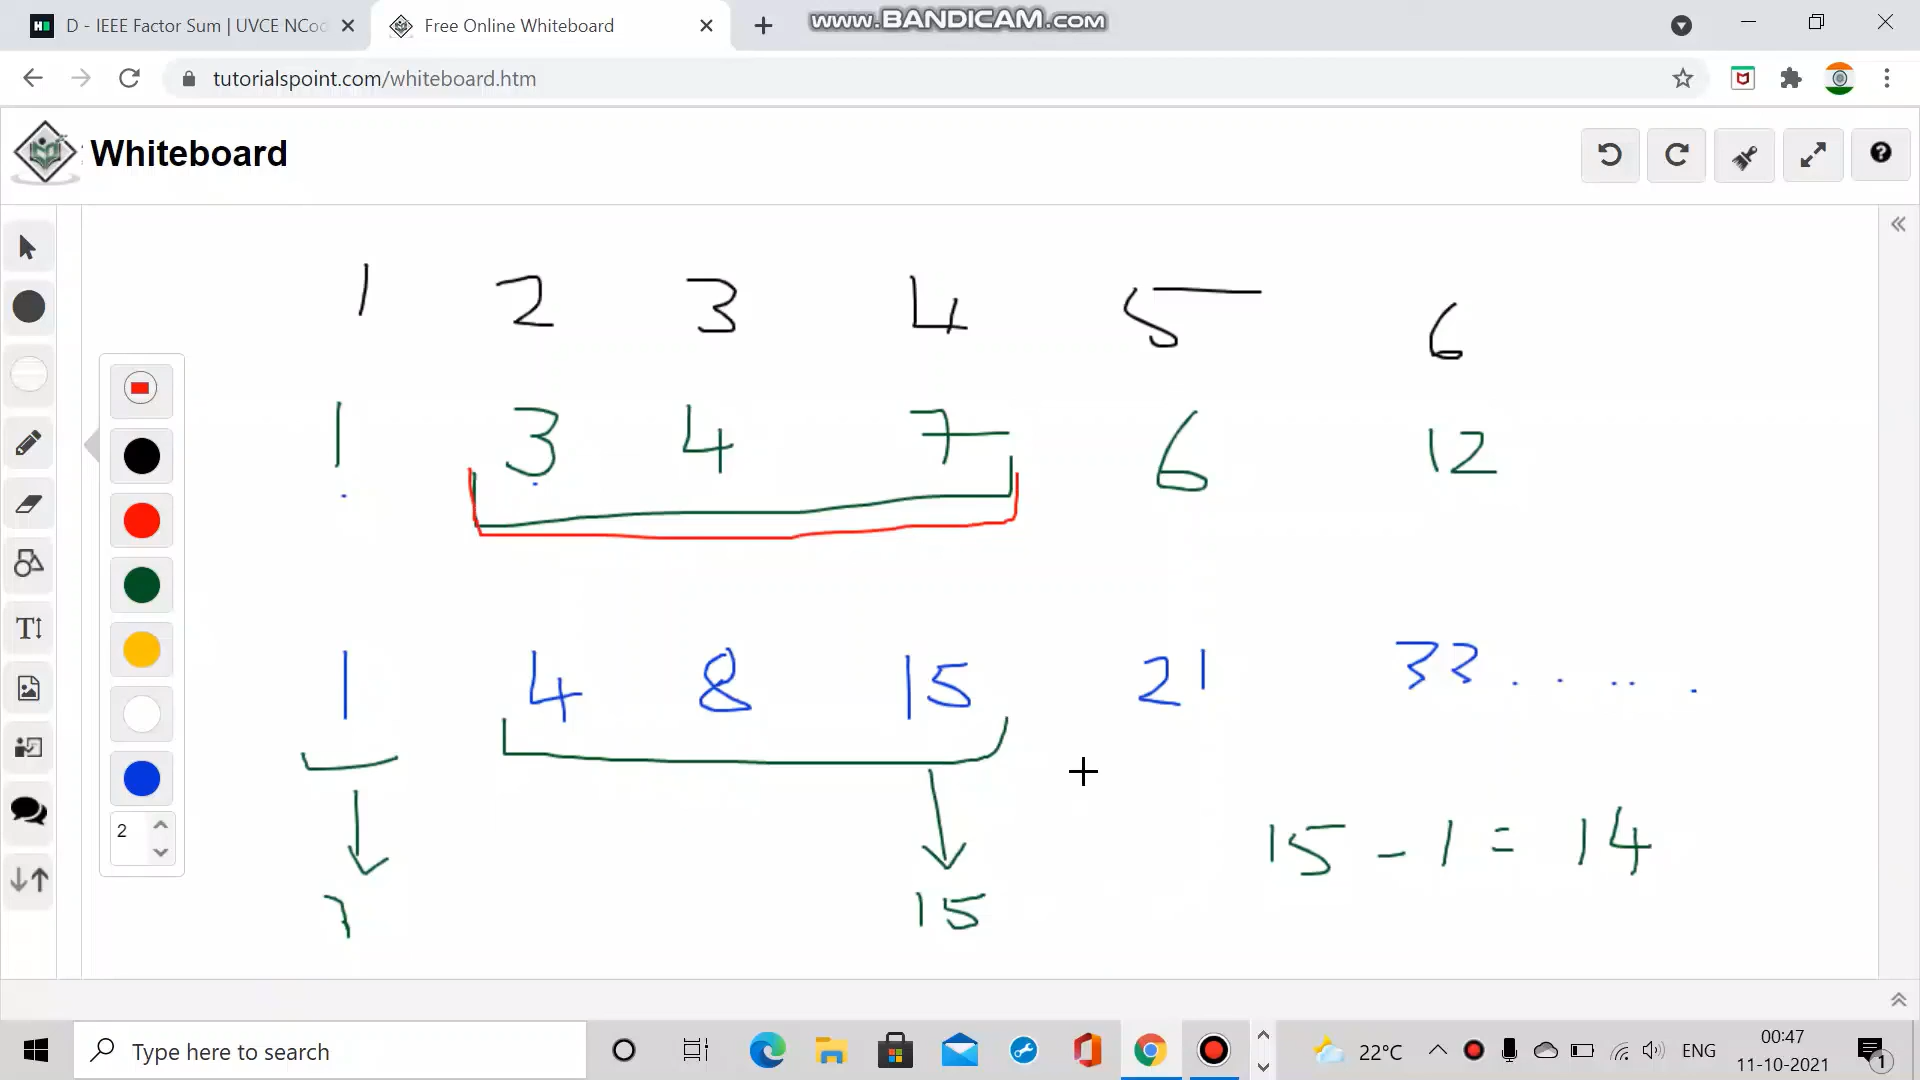 D - IEEE Factor Sum | UVCE NCo
Free Online Whiteboard
www.BANDICAM.com
tutorialspoint.com/whiteboard.htm
Whiteboard
1 2 3 4 5 6
1 3 4 7 6 12
1 4 8 15 21 33 . . . . .
2
15 - 1 = 14
1 15
Type here to search
22°C
ENG
00:47
11-10-2021
1